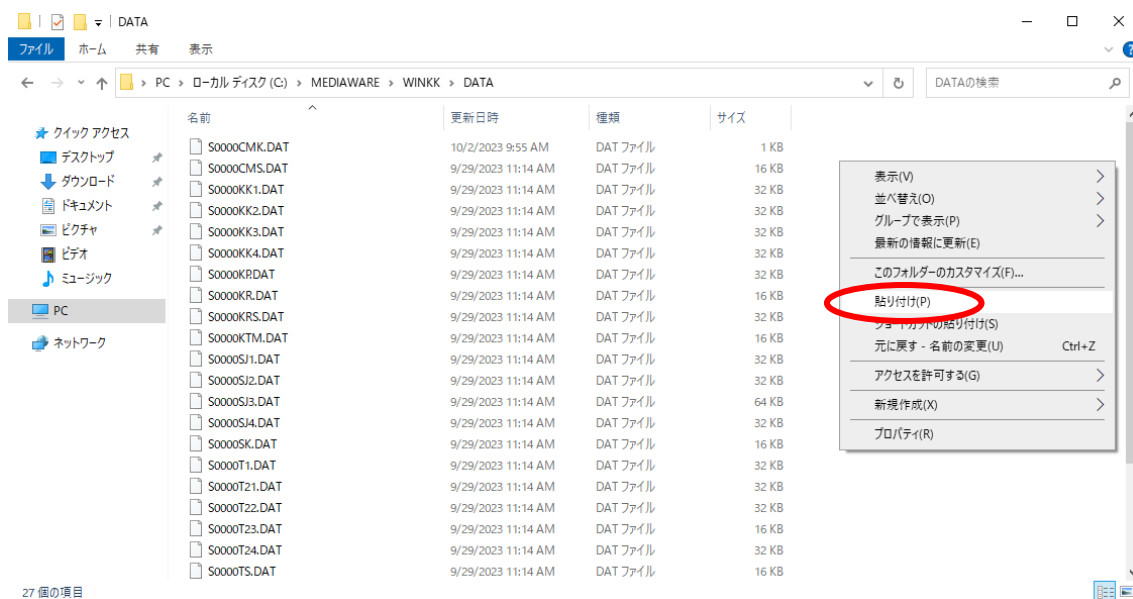 DATA
ファイル ホーム 共有 表示
PC › ローカル ディスク (C:) › MEDIAWARE › WINKK › DATA
DATAの検索
名前 更新日時 種類 サイズ
クイック アクセス
デスクトップ
ダウンロード
ドキュメント
ピクチャ
ビデオ
ミュージック
PC
ネットワーク
S0000CMK.DAT 10/2/2023 9:55 AM DAT ファイル 1 KB
S0000CMS.DAT 9/29/2023 11:14 AM DAT ファイル 16 KB
S0000KK1.DAT 9/29/2023 11:14 AM DAT ファイル 32 KB
S0000KK2.DAT 9/29/2023 11:14 AM DAT ファイル 32 KB
S0000KK3.DAT 9/29/2023 11:14 AM DAT ファイル 32 KB
S0000KK4.DAT 9/29/2023 11:14 AM DAT ファイル 32 KB
S0000KP.DAT 9/29/2023 11:14 AM DAT ファイル 32 KB
S0000KR.DAT 9/29/2023 11:14 AM DAT ファイル 16 KB
S0000KRS.DAT 9/29/2023 11:14 AM DAT ファイル 32 KB
S0000KTM.DAT 9/29/2023 11:14 AM DAT ファイル 16 KB
S0000SJ1.DAT 9/29/2023 11:14 AM DAT ファイル 32 KB
S0000SJ2.DAT 9/29/2023 11:14 AM DAT ファイル 32 KB
S0000SJ3.DAT 9/29/2023 11:14 AM DAT ファイル 64 KB
S0000SJ4.DAT 9/29/2023 11:14 AM DAT ファイル 32 KB
S0000SK.DAT 9/29/2023 11:14 AM DAT ファイル 16 KB
S0000T1.DAT 9/29/2023 11:14 AM DAT ファイル 32 KB
S0000T21.DAT 9/29/2023 11:14 AM DAT ファイル 32 KB
S0000T22.DAT 9/29/2023 11:14 AM DAT ファイル 32 KB
S0000T23.DAT 9/29/2023 11:14 AM DAT ファイル 16 KB
S0000T24.DAT 9/29/2023 11:14 AM DAT ファイル 32 KB
S0000TS.DAT 9/29/2023 11:14 AM DAT ファイル 16 KB
表示(V)
並べ替え(O)
グループで表示(P)
最新の情報に更新(E)
このフォルダーのカスタマイズ(F)...
貼り付け(P)
ショートカットの貼り付け(S)
元に戻す - 名前の変更(U) Ctrl+Z
アクセスを許可する(G)
新規作成(X)
プロパティ(R)
27 個の項目